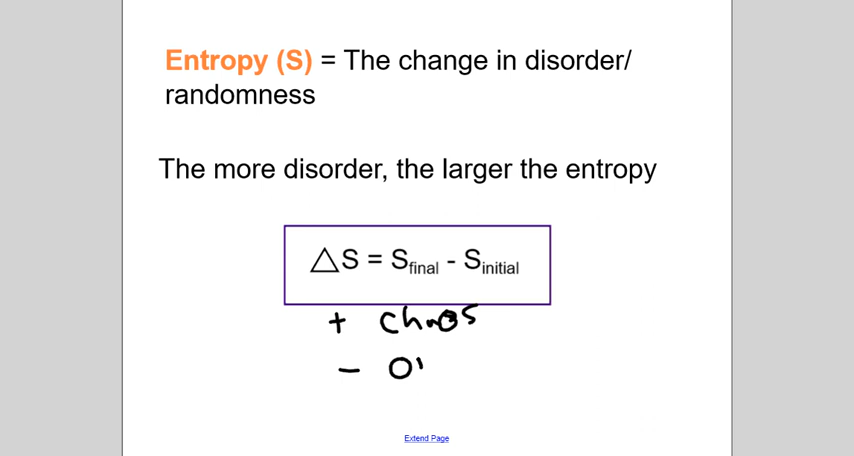 Entropy (S) = The change in disorder/
randomness
The more disorder, the larger the entropy
△S = Sfinal - Sinitial
+ chaos
-
Extend Page